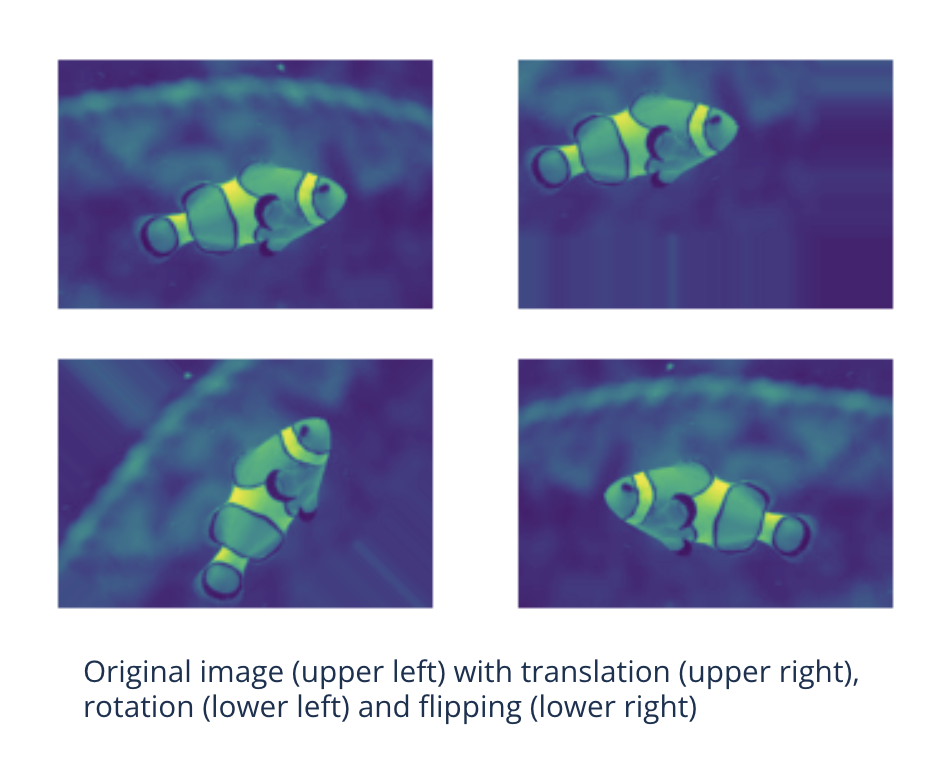 Original image (upper left) with translation (upper right),
rotation (lower left) and flipping (lower right)